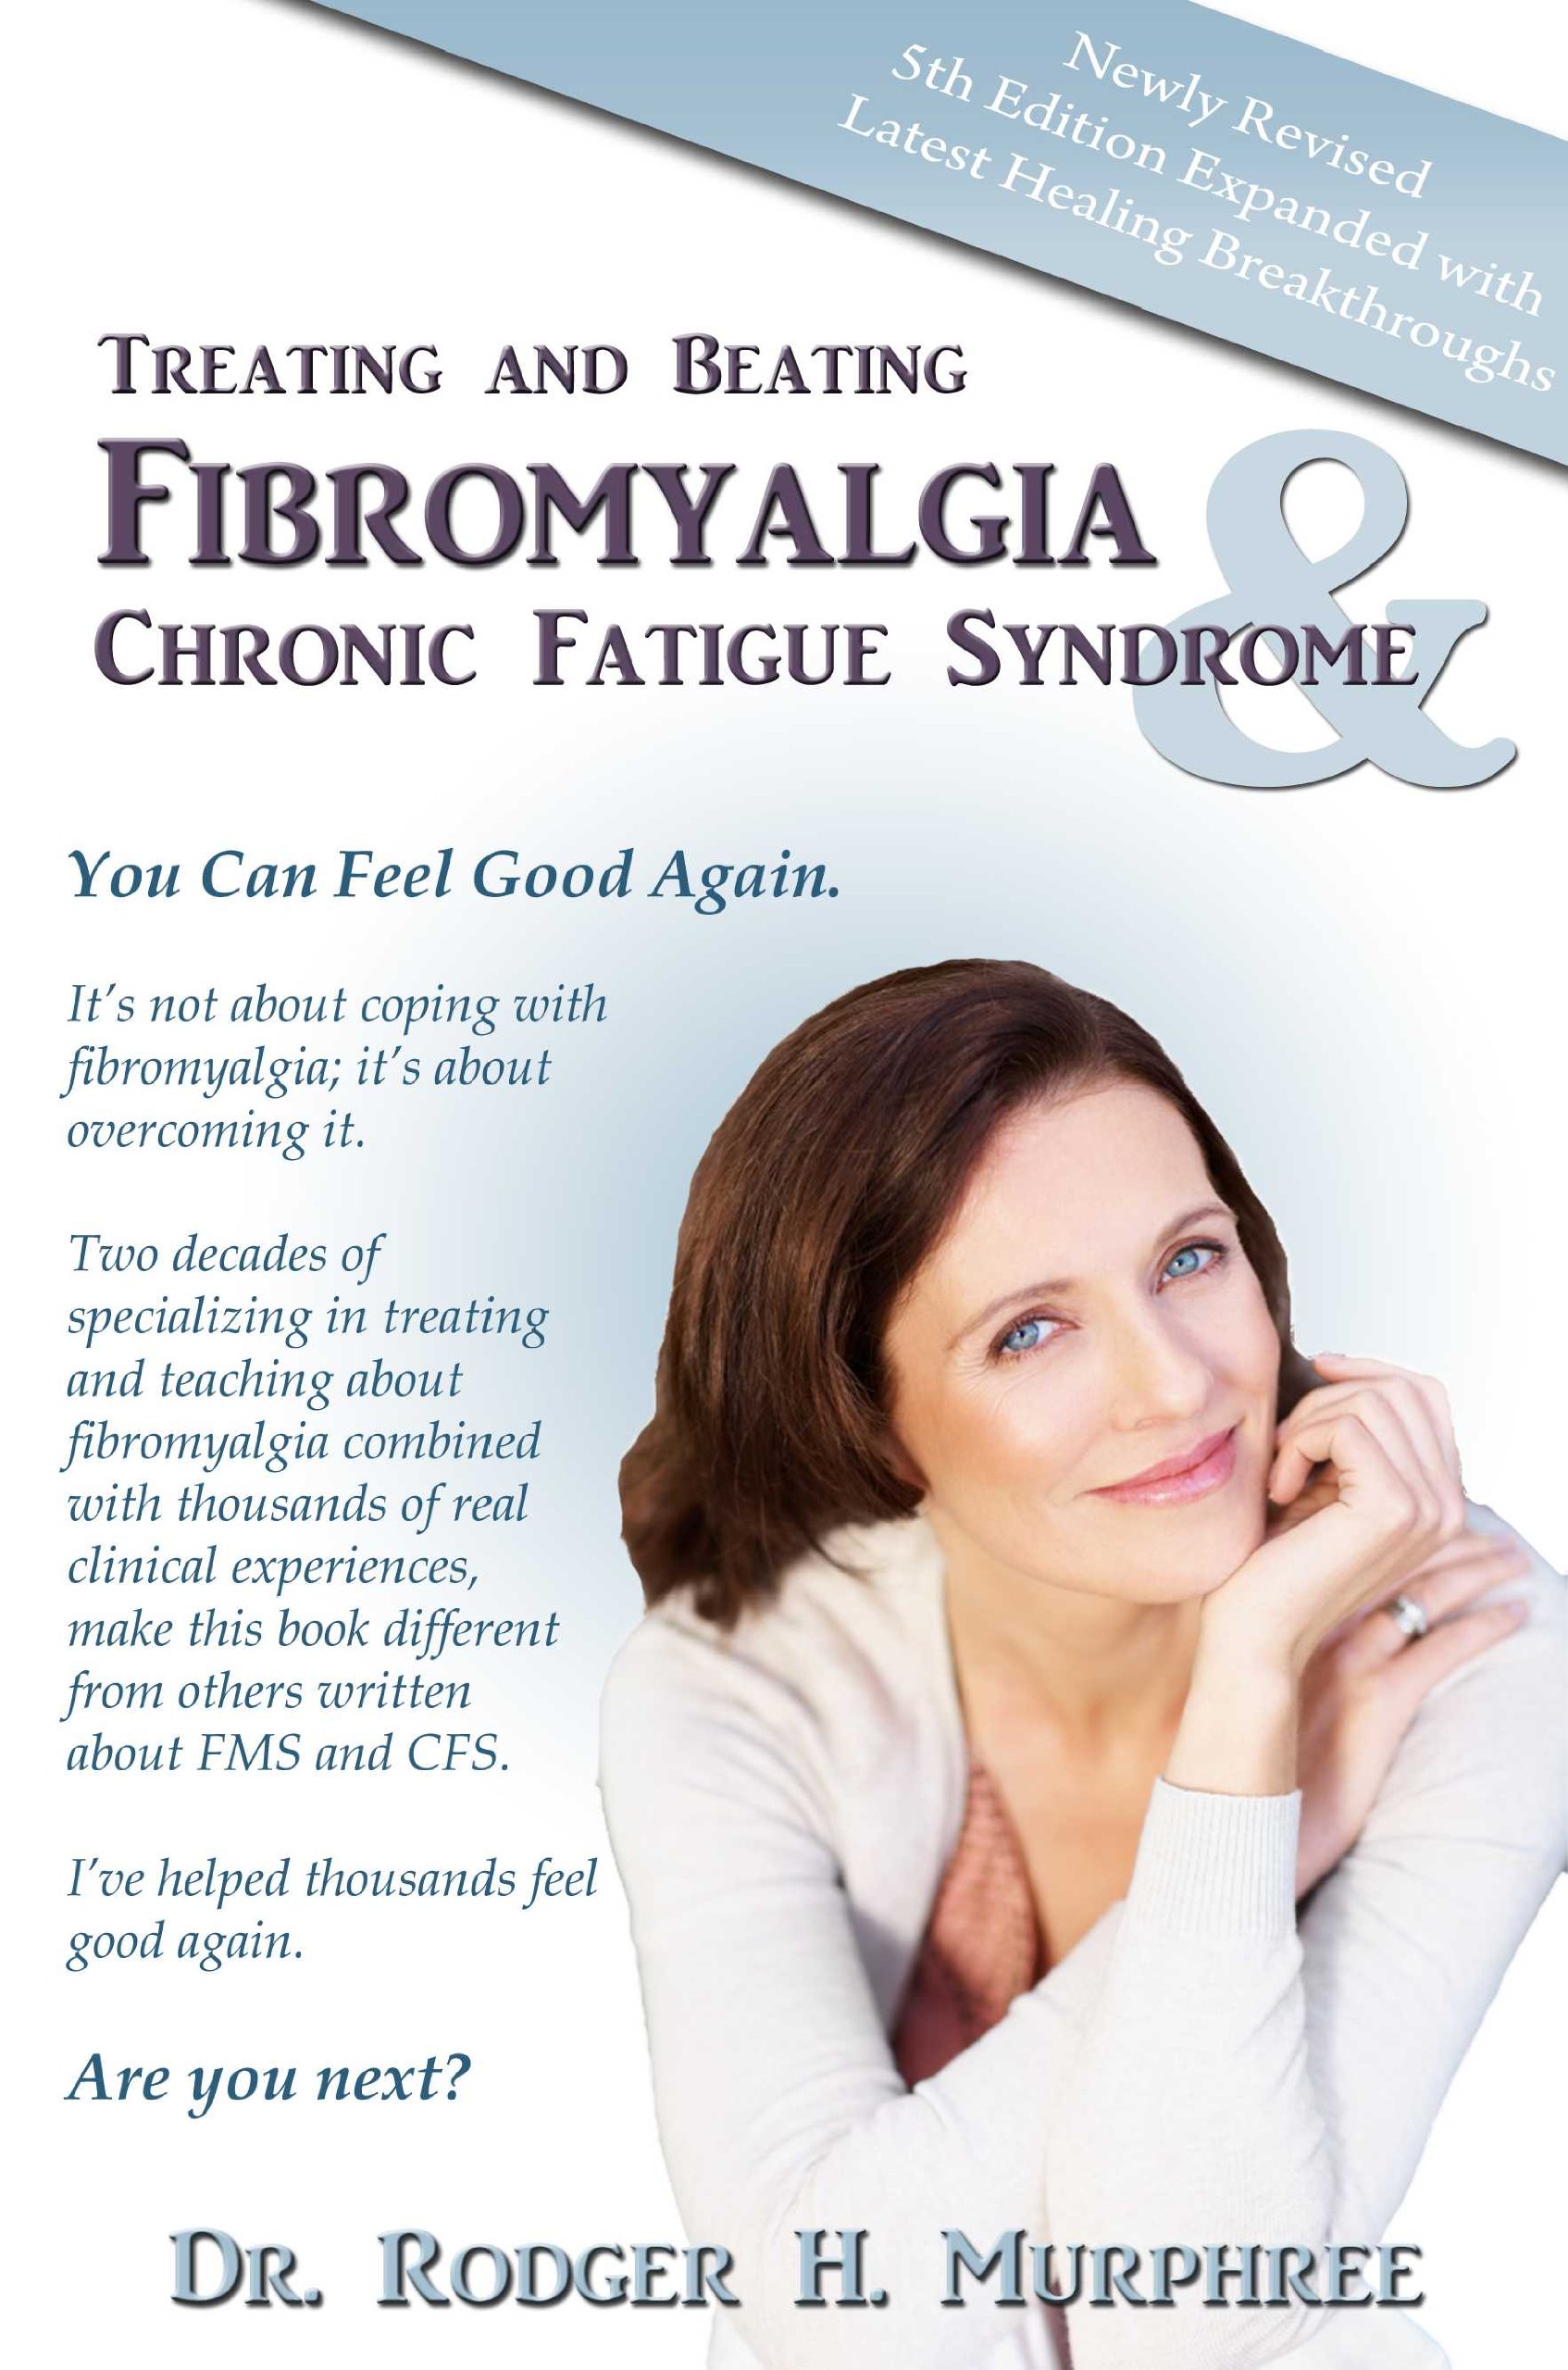 Newly Revised
5th Edition Expanded with
Latest Healing Breakthroughs
TREATING AND BEATING
FIBROMYALGIA &
CHRONIC FATIGUE SYNDROME
You Can Feel Good Again.
It's not about coping with
fibromyalgia; it's about
overcoming it.
Two decades of
specializing in treating
and teaching about
fibromyalgia combined
with thousands of real
clinical experiences,
make this book different
from others written
about FMS and CFS.
I've helped thousands feel
good again.
Are you next?
DR. RODGER H. MURPHREE